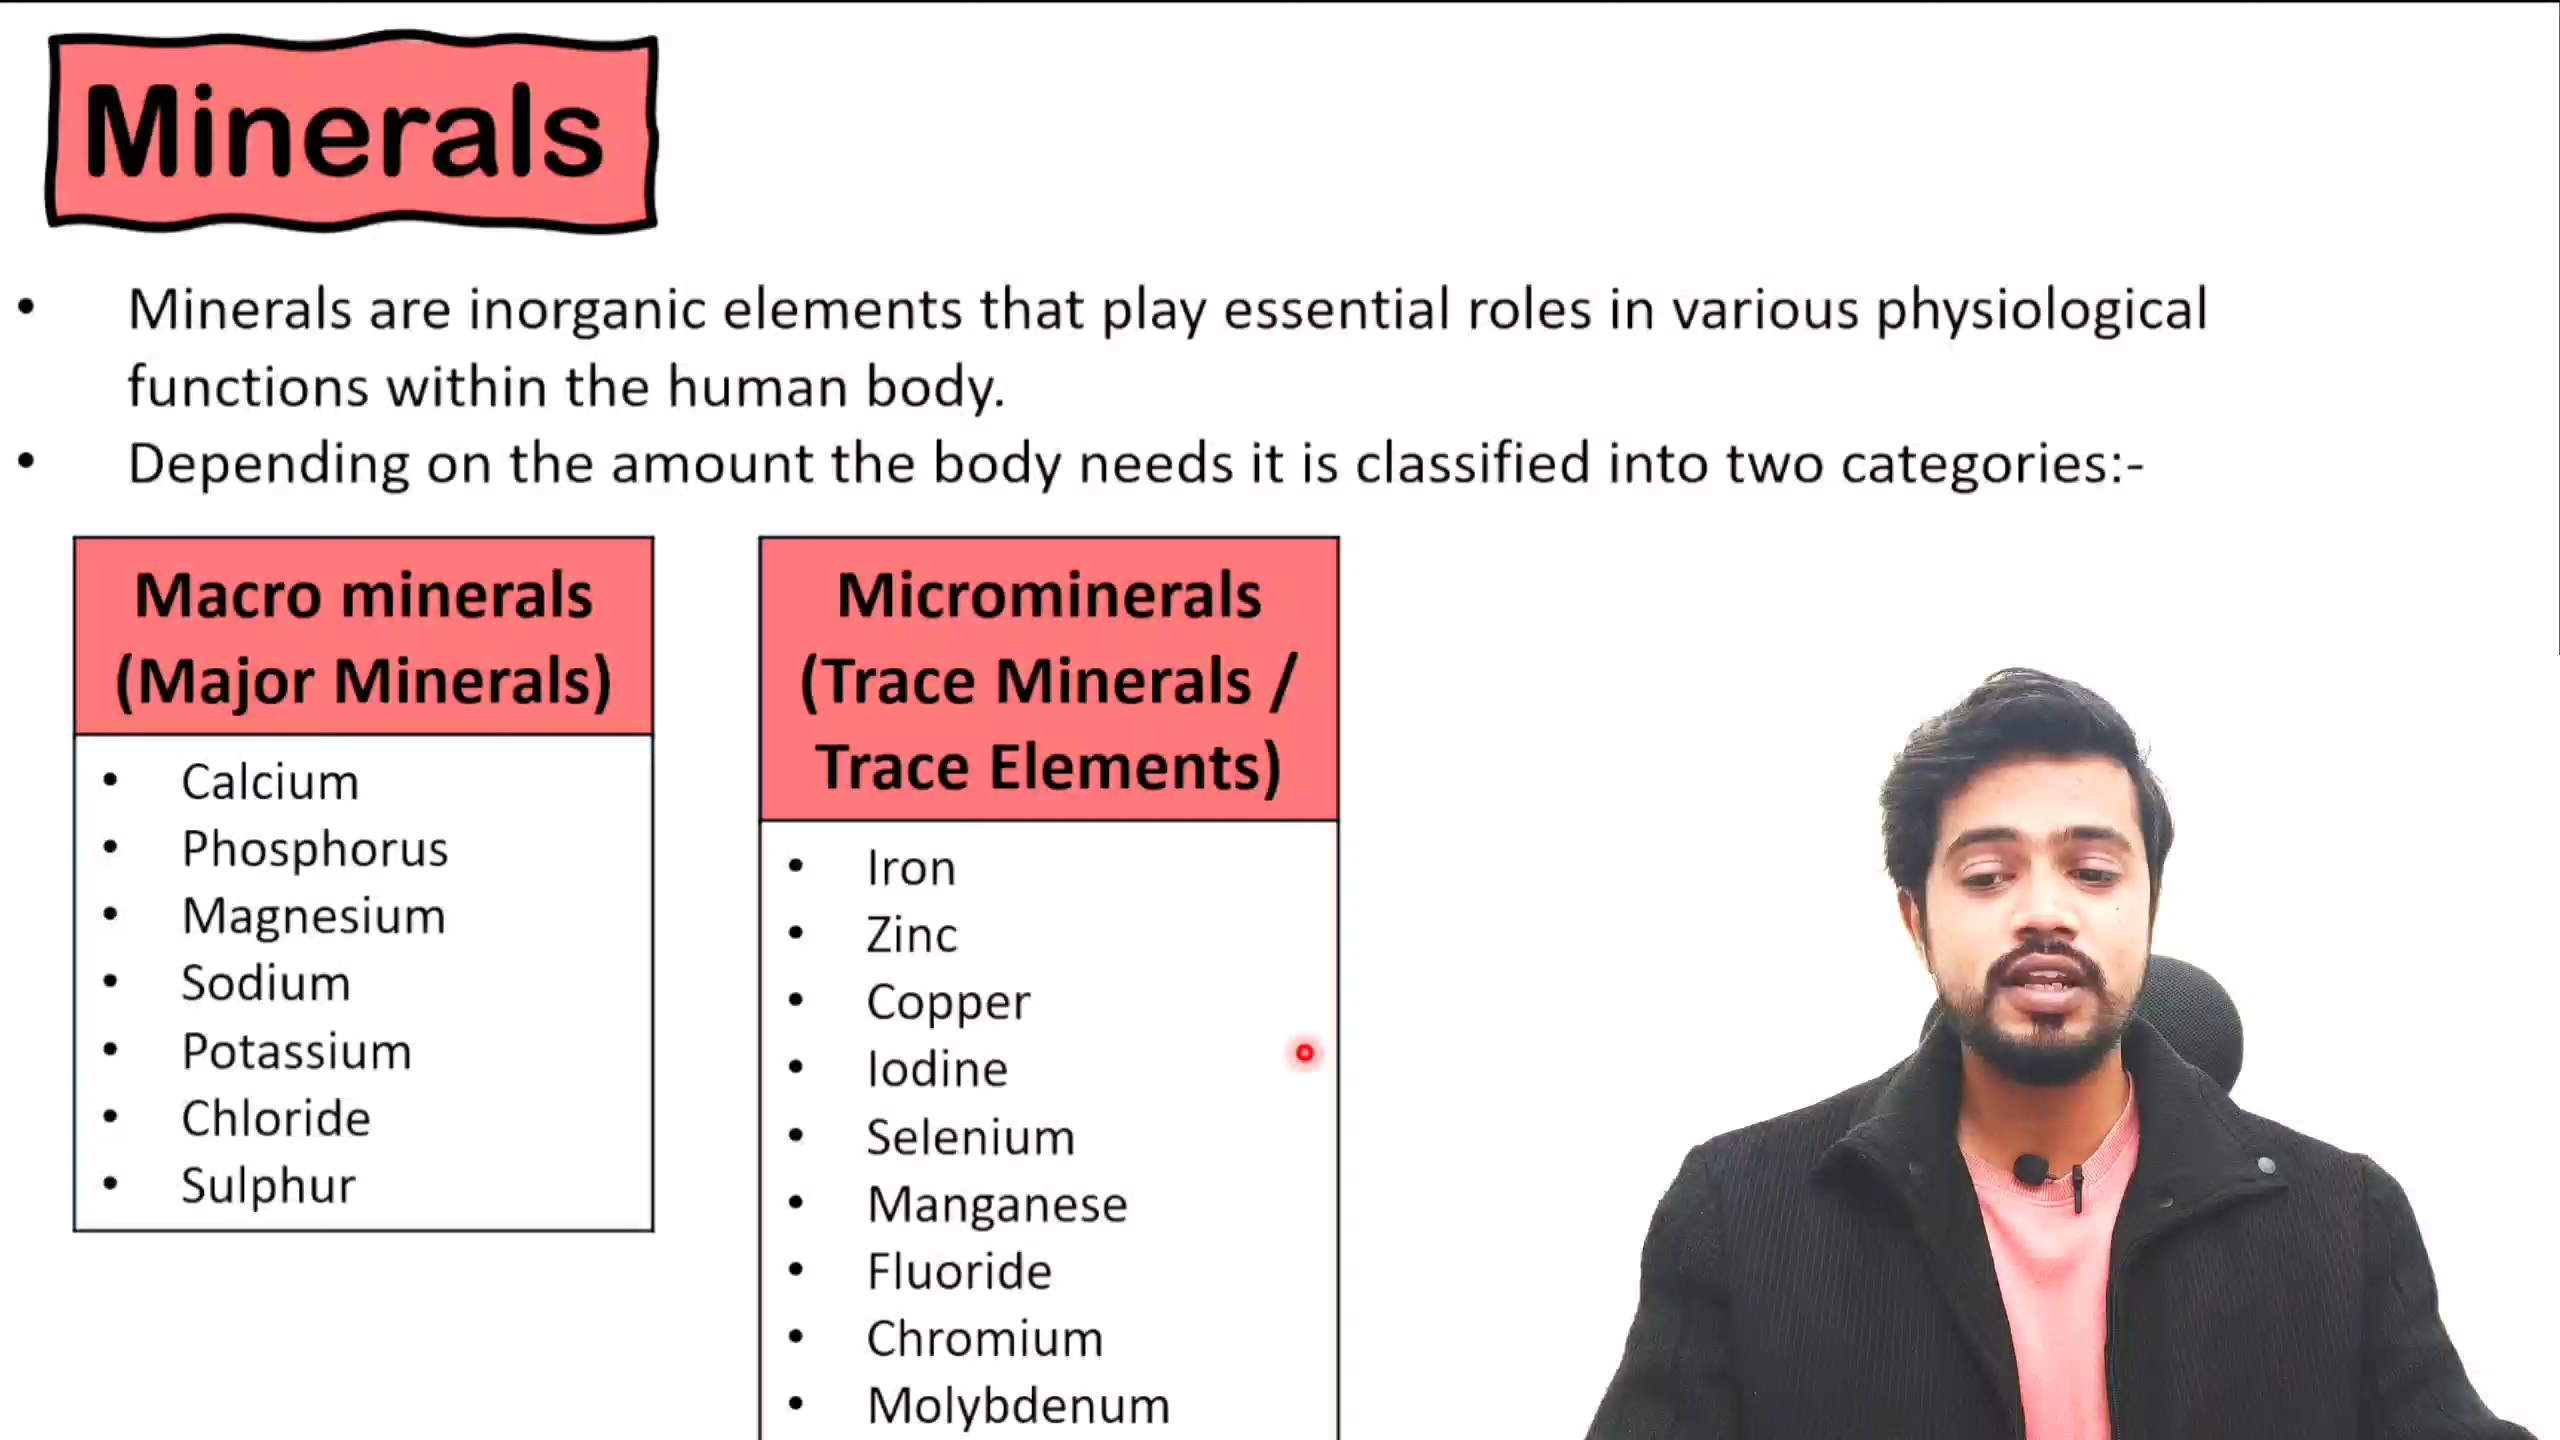 Minerals
• Minerals are inorganic elements that play essential roles in various physiological
functions within the human body.
• Depending on the amount the body needs it is classified into two categories:-
Macro minerals
(Major Minerals)
• Calcium
• Phosphorus
• Magnesium
• Sodium
• Potassium
• Chloride
• Sulphur
Microminerals
(Trace Minerals /
Trace Elements)
• Iron
• Zinc
• Copper
• Iodine
• Selenium
• Manganese
• Fluoride
• Chromium
• Molybdenum